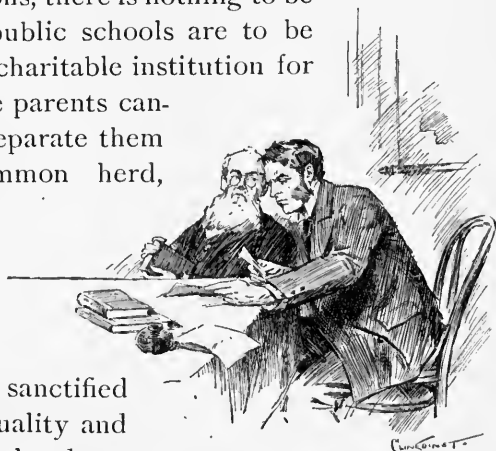 ons, there is nothing to be
public schools are to be
charitable institution for
e parents can-
eparate them
mmon herd,
sanctified
uality and